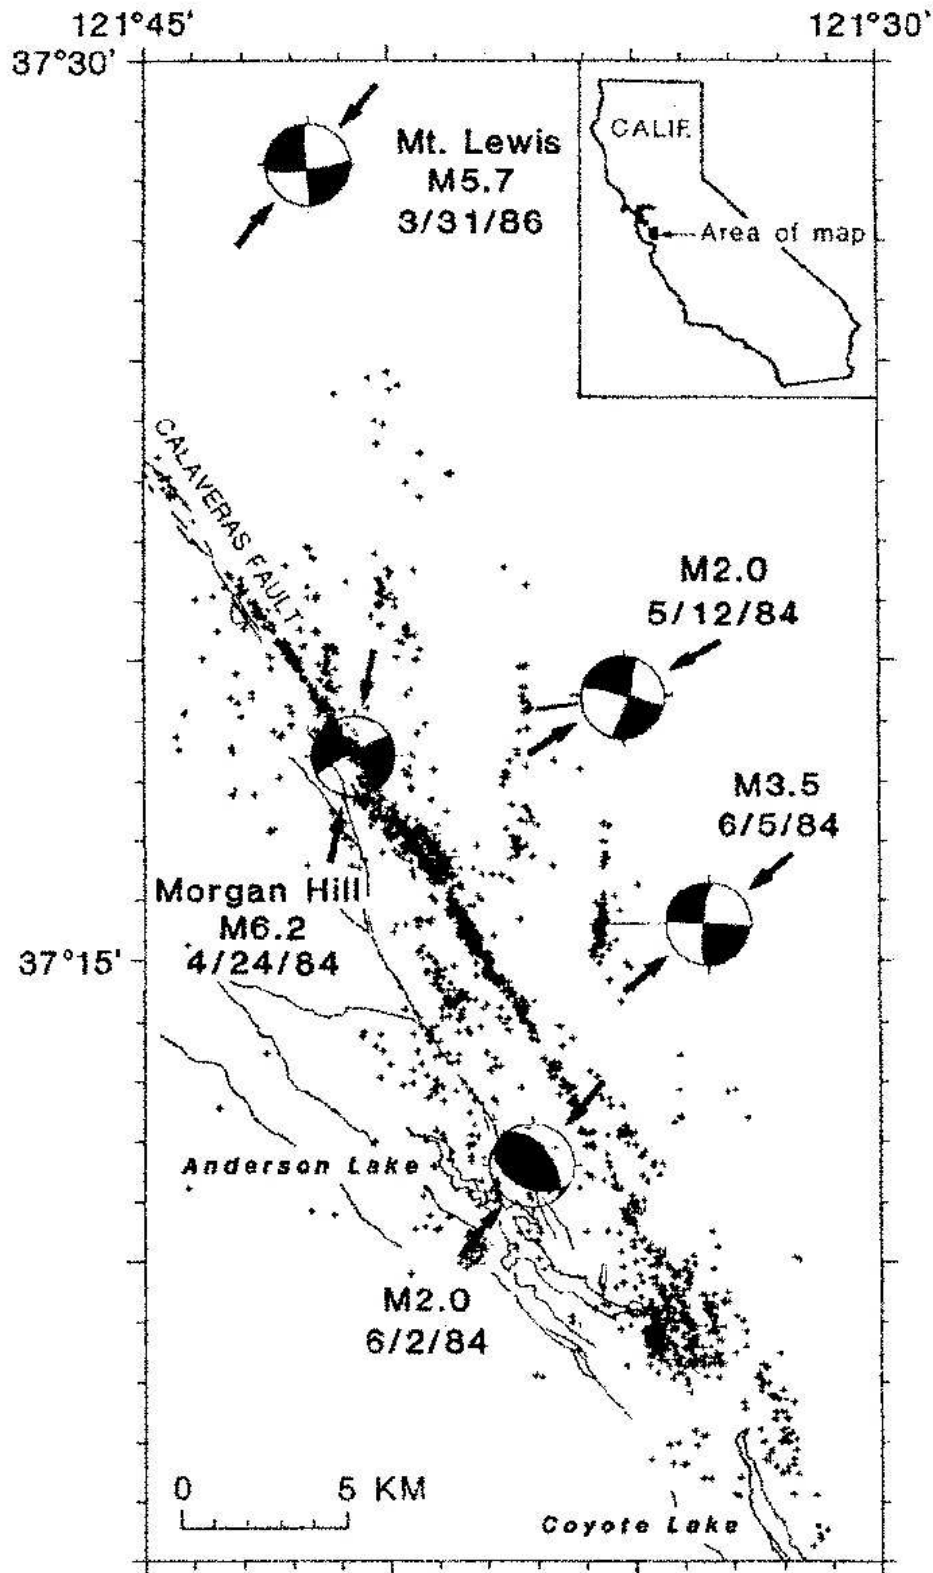 121°45'
121°30'
37°30'
Mt. Lewis
M5.7
3/31/86
CALIF.
Area of map
CALAVERAS FAULT
M2.0
5/12/84
M3.5
6/5/84
Morgan Hill
M6.2
4/24/84
37°15'
Anderson Lake
M2.0
6/2/84
0 5 KM
Coyote Lake